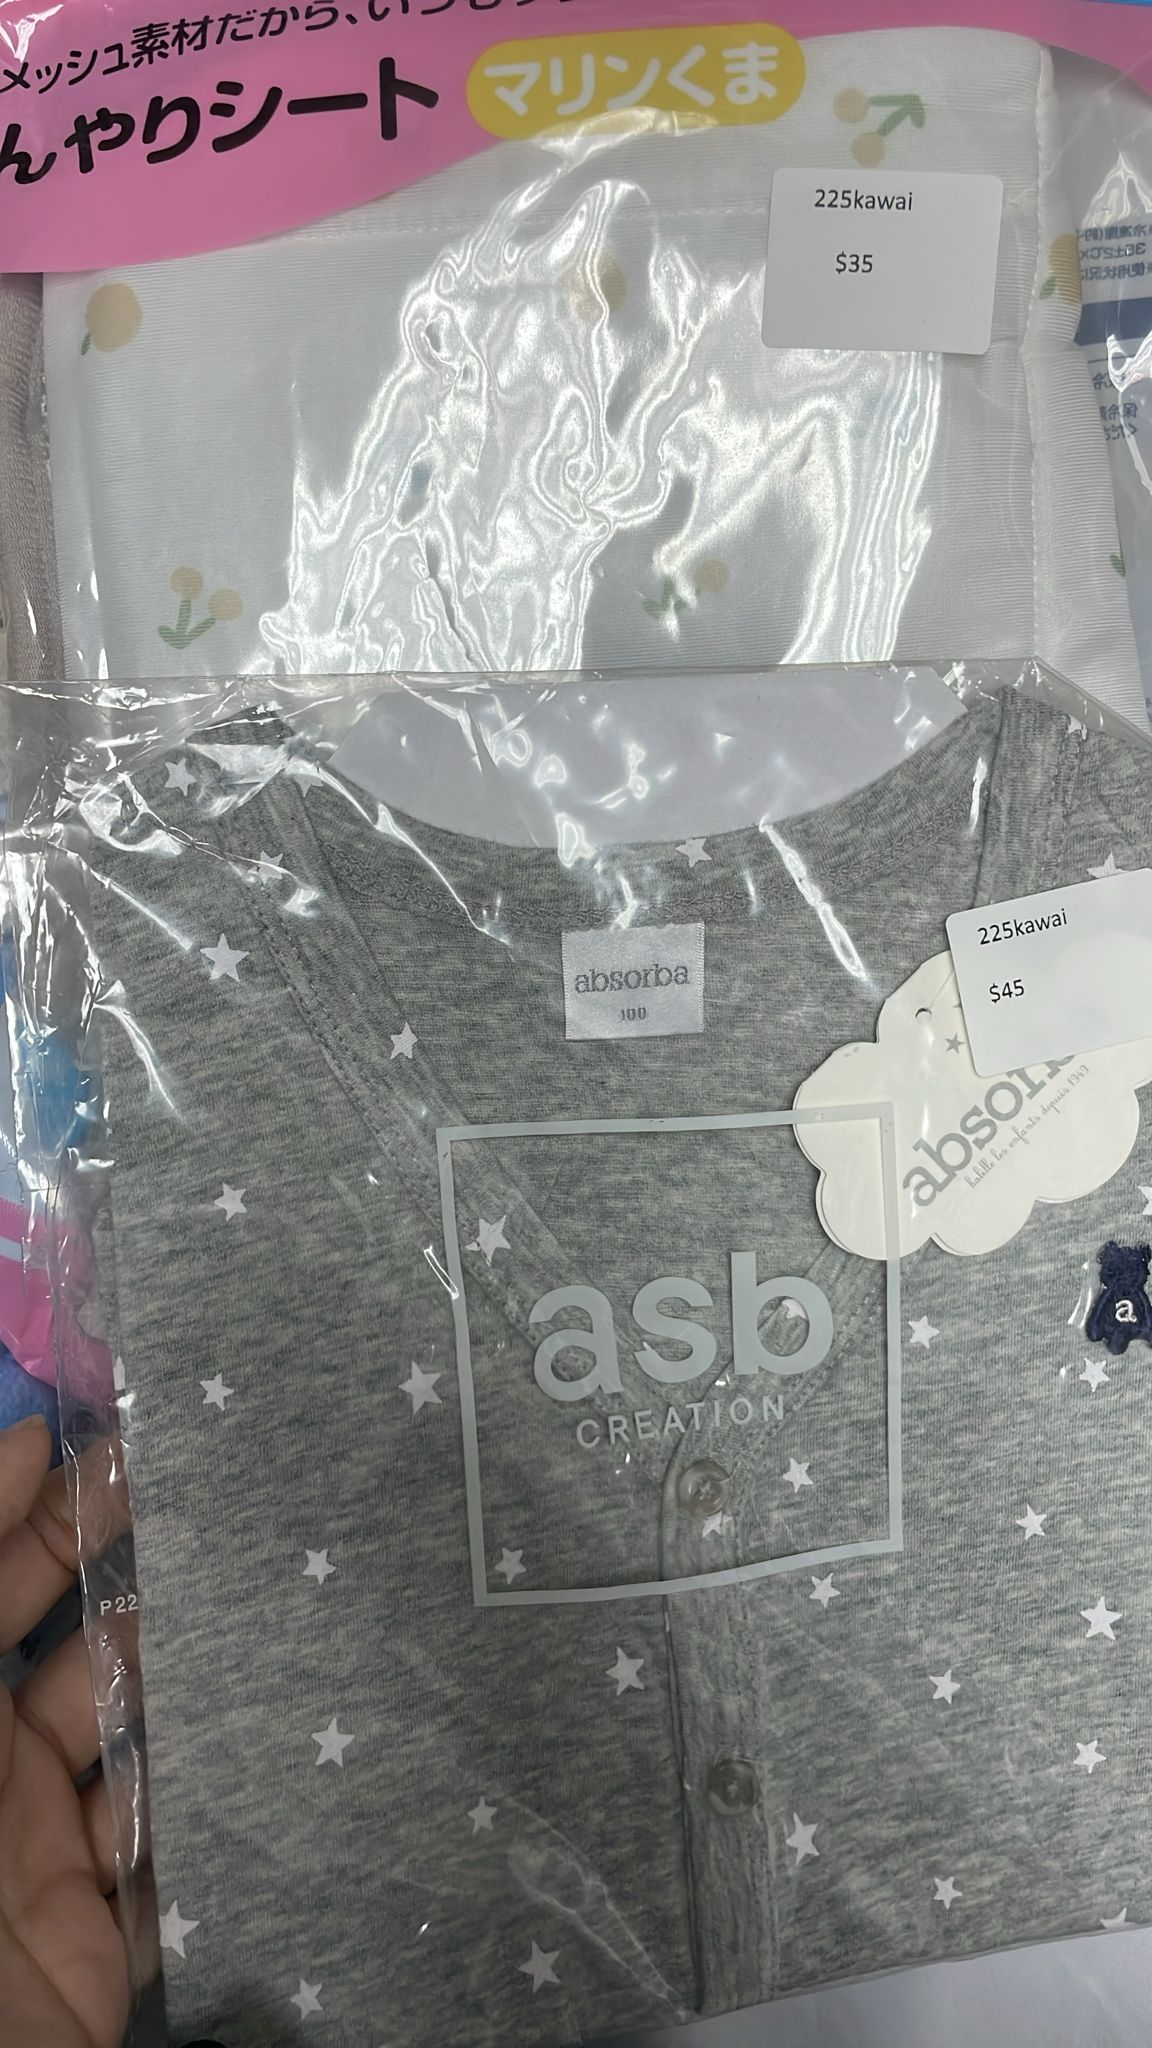 メッシュ素材だから、
んやりシート マリンくま
225kawai
$35
absorba
100
225kawai
$45
habille les enfants depuis 1949
asb
CREATION
a
P22